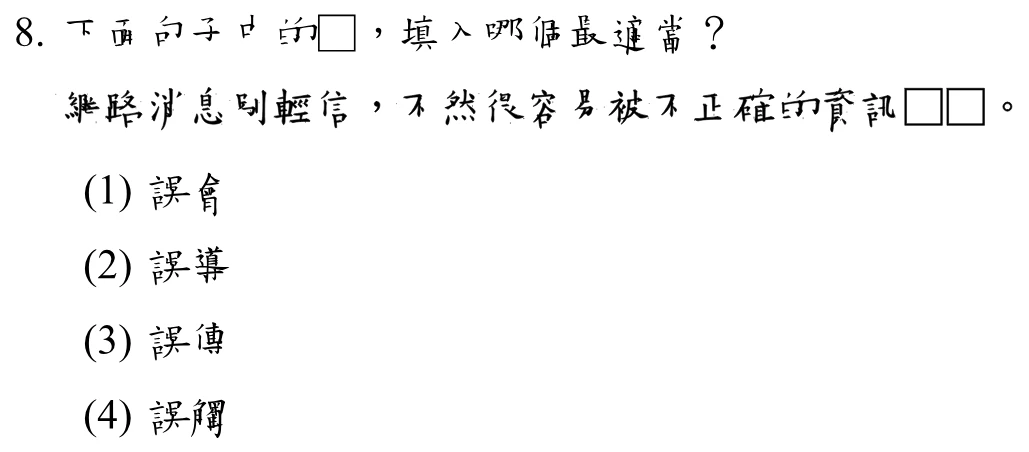 8. 下面句子中的□，填入哪個最適當？
網路消息別輕信，不然很容易被不正確的資訊□□。
(1) 誤會
(2) 誤導
(3) 誤傳
(4) 誤觸